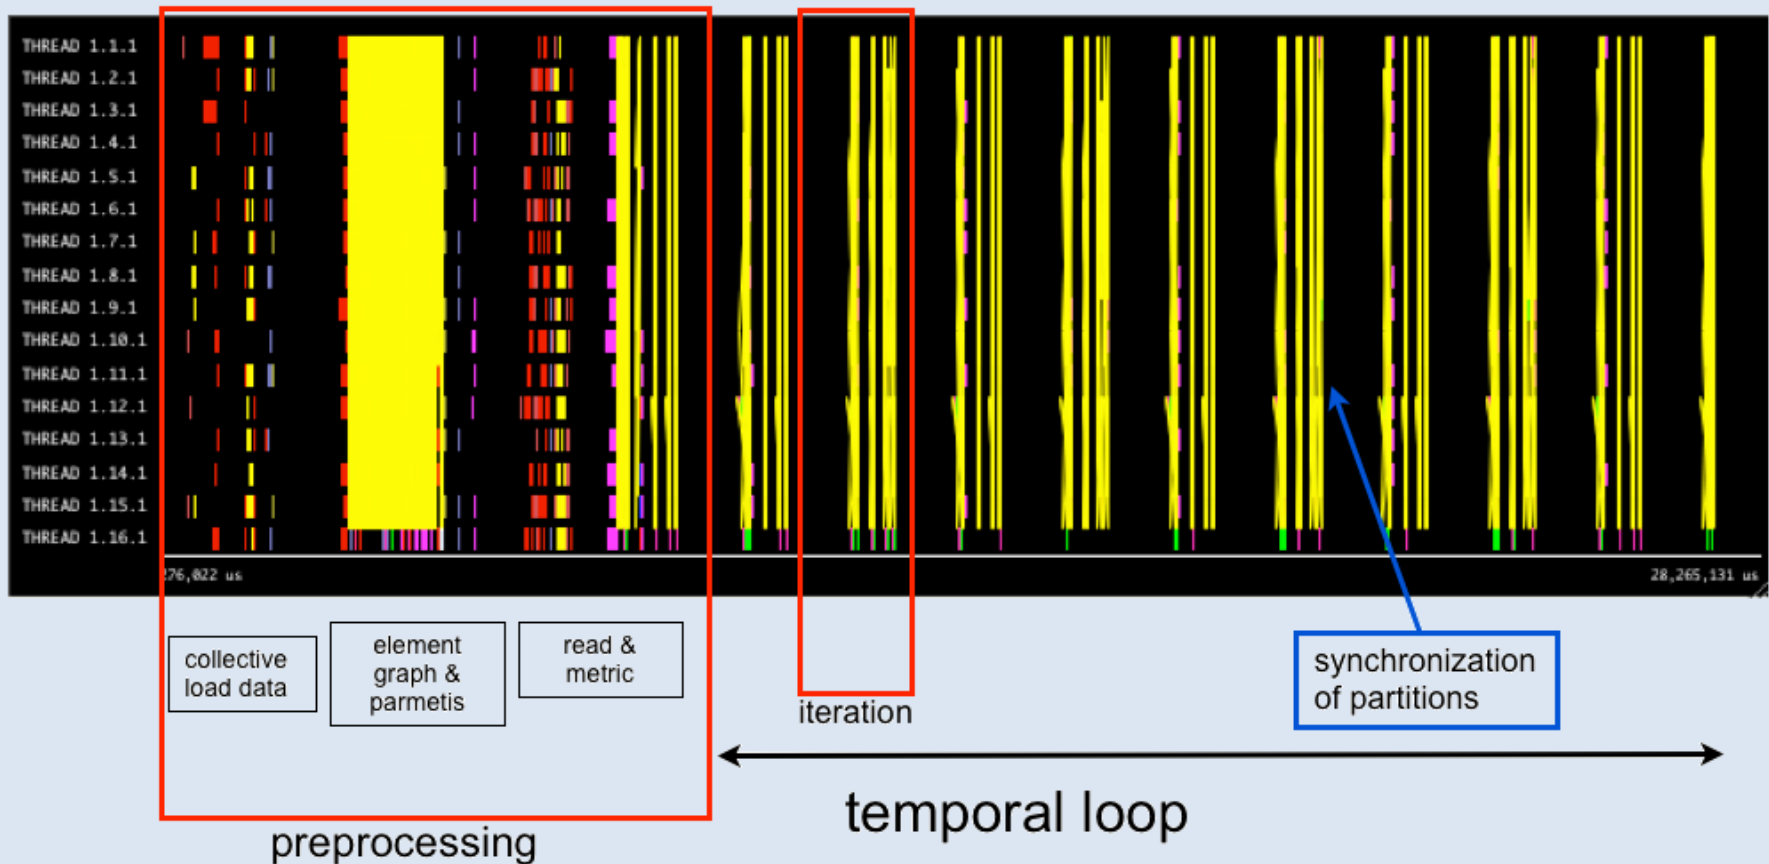 THREAD 1.1.1
THREAD 1.2.1
THREAD 1.3.1
THREAD 1.4.1
THREAD 1.5.1
THREAD 1.6.1
THREAD 1.7.1
THREAD 1.8.1
THREAD 1.9.1
THREAD 1.10.1
THREAD 1.11.1
THREAD 1.12.1
THREAD 1.13.1
THREAD 1.14.1
THREAD 1.15.1
THREAD 1.16.1
276,022 us
28,265,131 us
collective
load data
element
graph &
parmetis
read &
metric
iteration
synchronization
of partitions
temporal loop
preprocessing